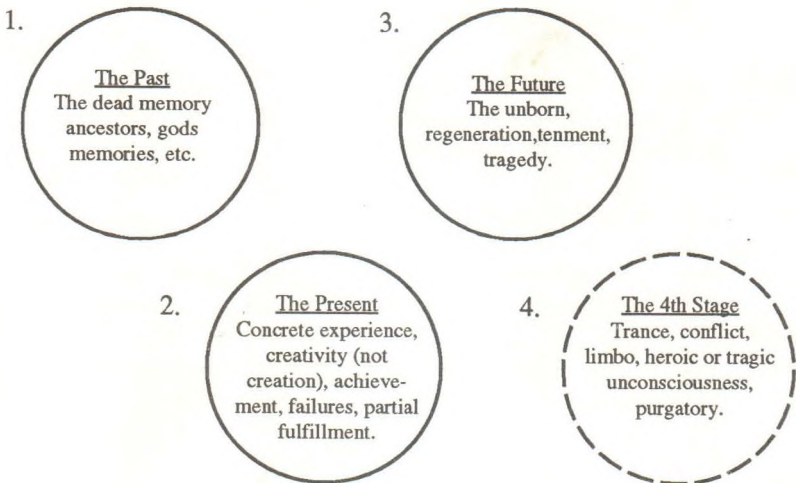 1.
The Past
The dead memory
ancestors, gods
memories, etc.
3.
The Future
The unborn,
regeneration,tenment,
tragedy.
2.
The Present
Concrete experience,
creativity (not
creation), achieve-
ment, failures, partial
fulfillment.
4.
The 4th Stage
Trance, conflict,
limbo, heroic or tragic
unconsciousness,
purgatory.